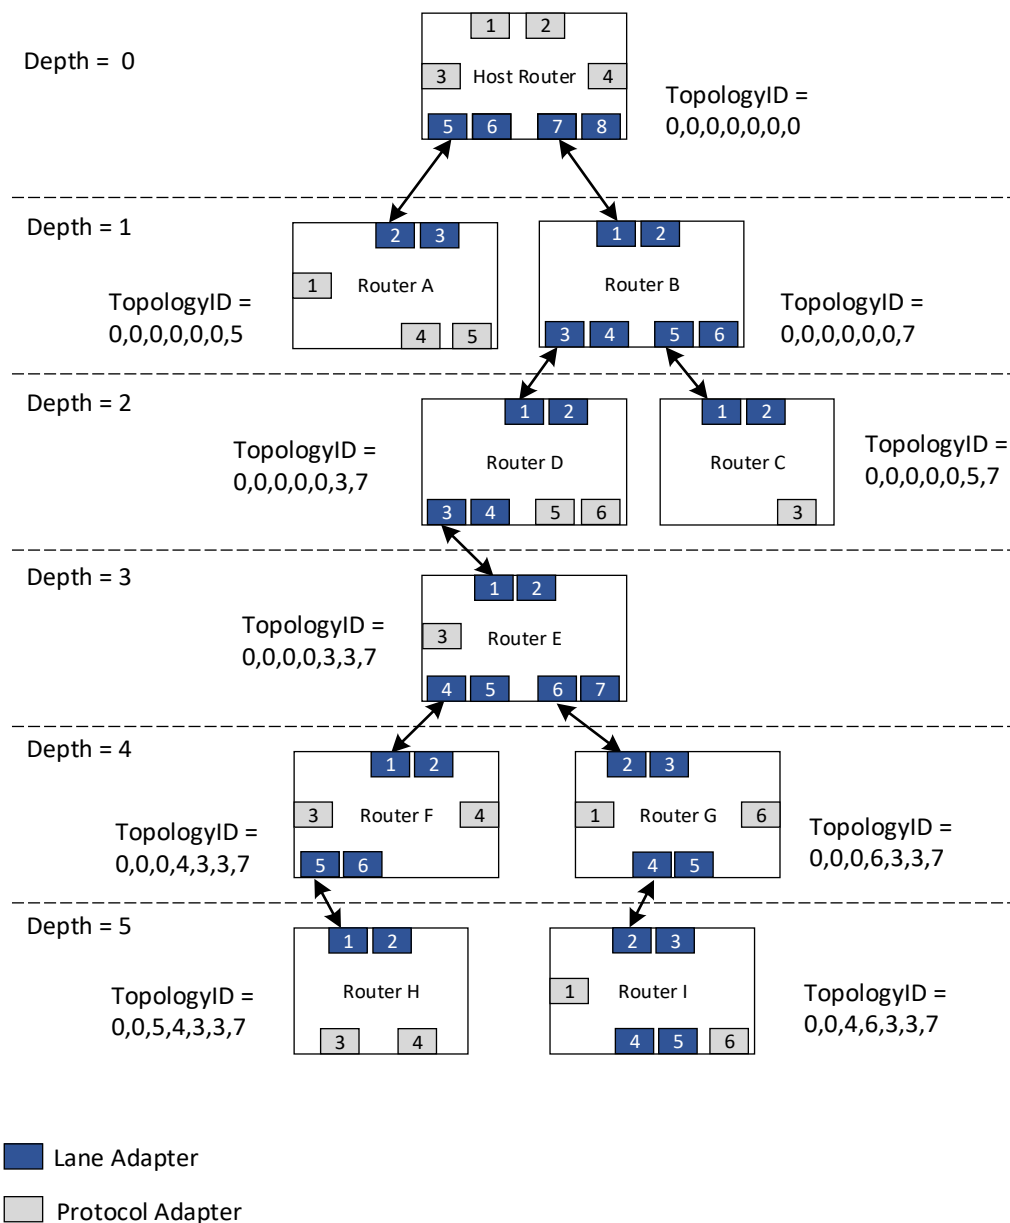 1 2
Depth = 0
3 Host Router 4
TopologyID =
0,0,0,0,0,0,0
5 6 7 8
Depth = 1
2 3
1 2
1 Router A
Router B
TopologyID =
0,0,0,0,0,0,5
TopologyID =
0,0,0,0,0,0,7
4 5
3 4 5 6
Depth = 2
1 2
1 2
TopologyID =
0,0,0,0,0,3,7
Router D
Router C
TopologyID =
0,0,0,0,0,5,7
3 4 5 6
3
Depth = 3
1 2
TopologyID =
0,0,0,0,3,3,7
3 Router E
4 5 6 7
Depth = 4
1 2
2 3
3 Router F 4
1 Router G 6
TopologyID =
0,0,0,4,3,3,7
TopologyID =
0,0,0,6,3,3,7
5 6
4 5
Depth = 5
1 2
2 3
TopologyID =
0,0,5,4,3,3,7
Router H
1 Router I
TopologyID =
0,0,4,6,3,3,7
3 4
4 5 6
Lane Adapter
Protocol Adapter